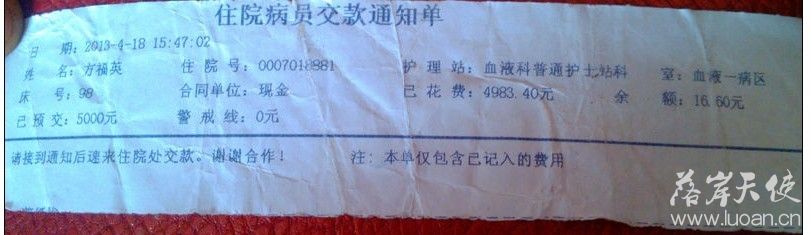 住院病员交款通知单
日 期:2013-4-18 15:47:02
姓 名:方福英 住 院 号:0007018881 护 理 站:血液科普通护士站科 室:血液一病区
床 号:98 合同单位:现金 已 花 费:4983.40元 余 额:16.60元
已预交:5000元 警 戒 线:0元
请接到通知后速来住院处交款。谢谢合作! 注: 本单仅包含已记入的费用
落岸天使
www.luoan.cn